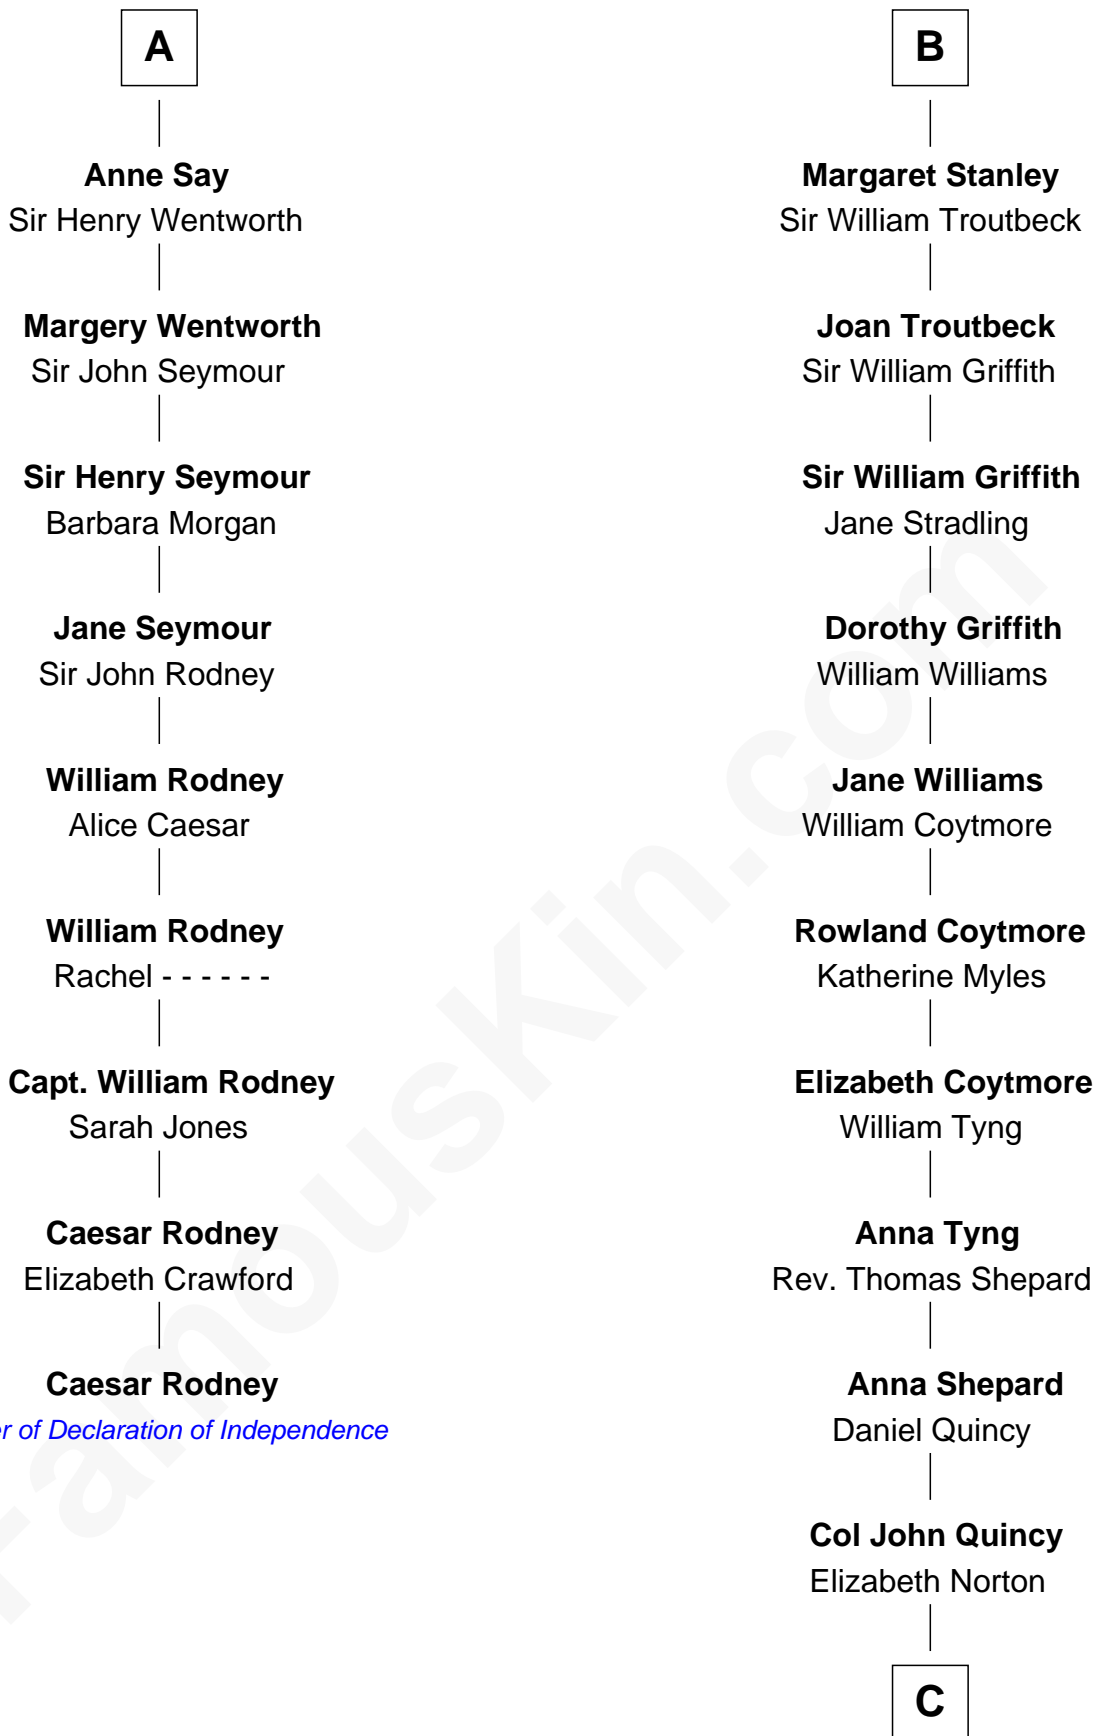 A
Anne Say
Sir Henry Wentworth
Margery Wentworth
Sir John Seymour
Sir Henry Seymour
Barbara Morgan
Jane Seymour
Sir John Rodney
William Rodney
Alice Caesar
William Rodney
Rachel - - - - - -
Capt. William Rodney
Sarah Jones
Caesar Rodney
Elizabeth Crawford
Caesar Rodney
er of Declaration of Independence
B
Margaret Stanley
Sir William Troutbeck
Joan Troutbeck
Sir William Griffith
Sir William Griffith
Jane Stradling
Dorothy Griffith
William Williams
Jane Williams
William Coytmore
Rowland Coytmore
Katherine Myles
Elizabeth Coytmore
William Tyng
Anna Tyng
Rev. Thomas Shepard
Anna Shepard
Daniel Quincy
Col John Quincy
Elizabeth Norton
C
FamousKin.com